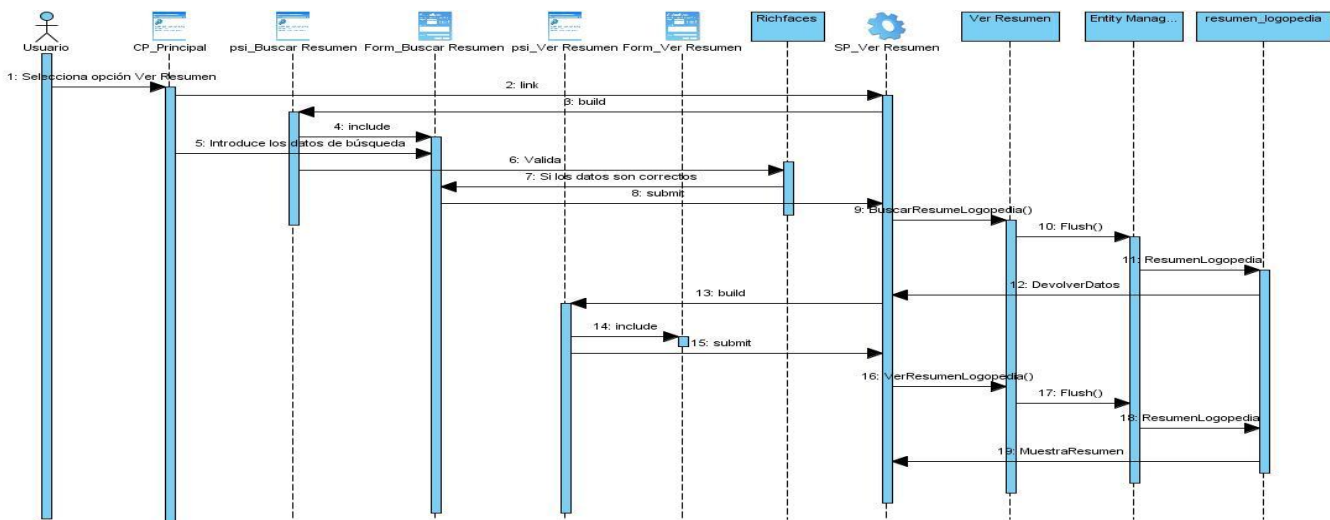 Usuario
CP_Principal
psi_Buscar Resumen
Form_Buscar Resumen
psi_Ver Resumen
Form_Ver Resumen
Richfaces
SP_Ver Resumen
Ver Resumen
Entity Manag...
resumen_logopedia
1: Selecciona opción Ver Resumen
2: link
3: build
4: include
5: Introduce los datos de búsqueda
6: Valida
7: Si los datos son correctos
8: submit
9: BuscarResumeLogopedia()
10: Flush()
11: ResumenLogopedia
12: DevolverDatos
13: build
14: include
15: submit
16: VerResumenLogopedia()
17: Flush()
18: ResumenLogopedia
19: MuestraResumen